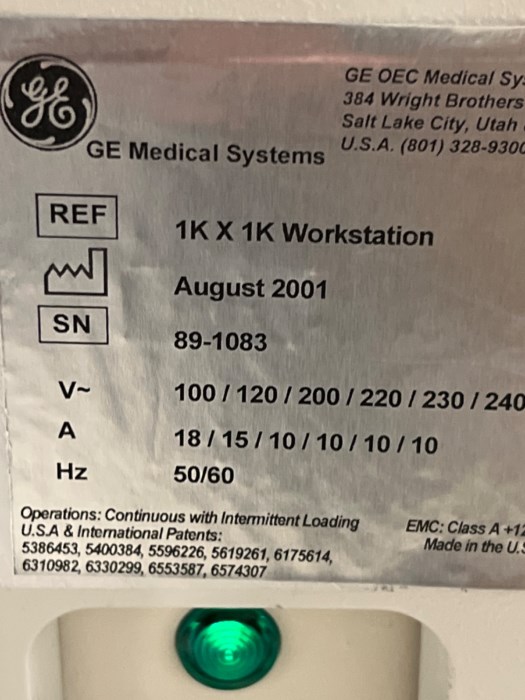 GE
GE Medical Systems
GE OEC Medical
384 Wright Brothers
Salt Lake City, Utah
U.S.A. (801) 328-9300
REF
1K X 1K Workstation
August 2001
SN
89-1083
V~
100 / 120 / 200 / 220 / 230 / 240
A
18 / 15 / 10 / 10 / 10 / 10
Hz
50/60
Operations: Continuous with Intermittent Loading
U.S.A & International Patents:
5386453, 5400384, 5596226, 5619261, 6175614,
6310982, 6330299, 6553587, 6574307
EMC: Class A +12
Made in the